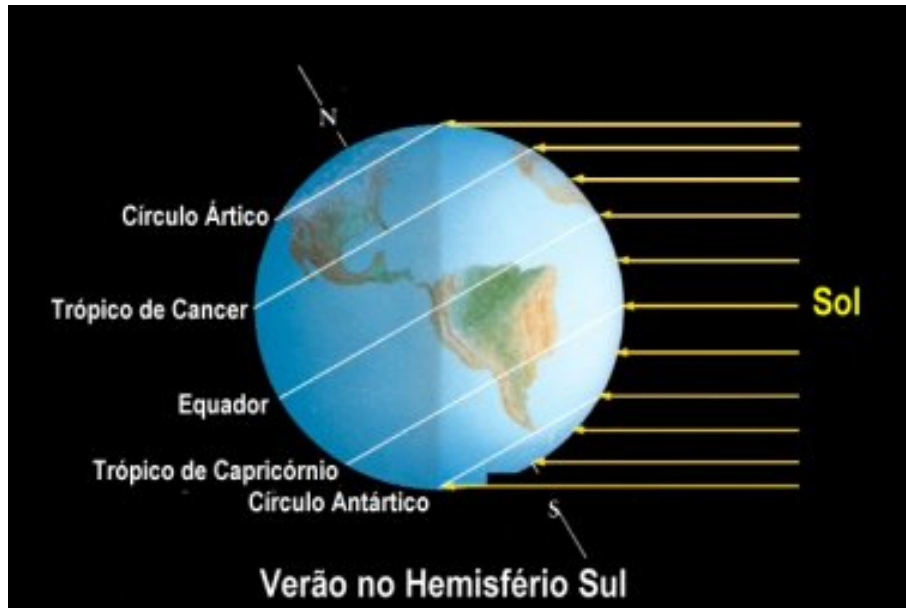 N
Círculo Ártico
Trópico de Cancer
Sol
Equador
Trópico de Capricórnio
Círculo Antártico
S
Verão no Hemisfério Sul